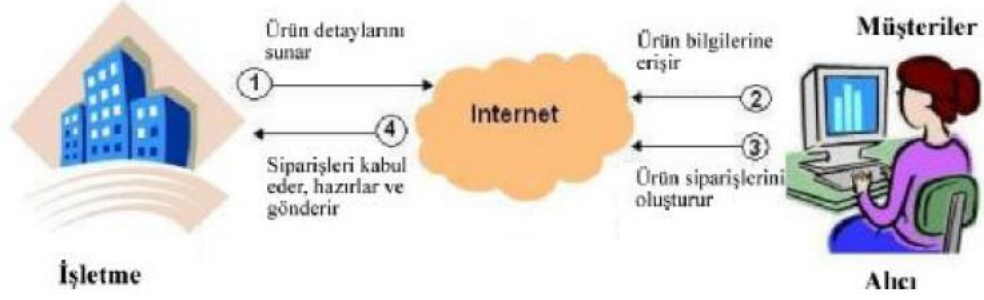 Ürün detaylarını
sunar
1
4
Siparişleri kabul
eder, hazırlar ve
gönderir
İşletme
Internet
Ürün bilgilerine
erişir
2
3
Ürün siparişlerini
oluşturur
Müşteriler
Alıcı